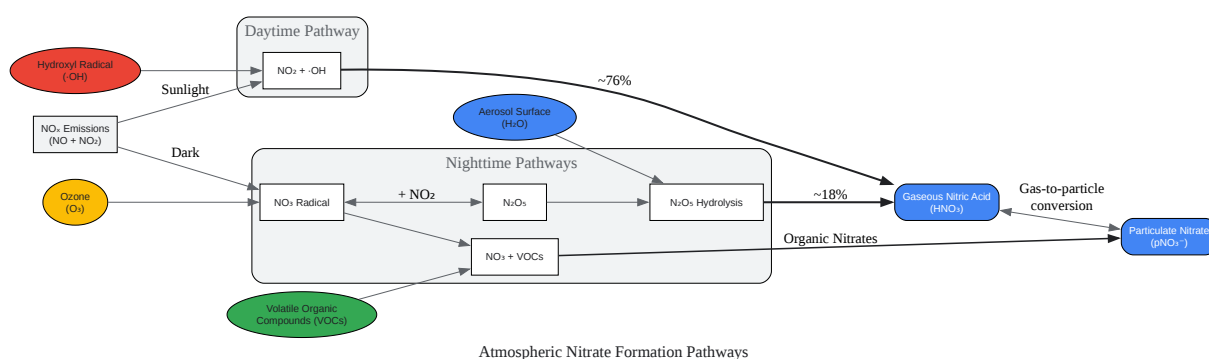 Daytime Pathway
Hydroxyl Radical
(·OH)
NO₂ + ·OH
~76%
Sunlight
Aerosol Surface
(H₂O)
NOₓ Emissions
(NO + NO₂)
Dark
Nighttime Pathways
Ozone
(O₃)
NO₃ Radical
+ NO₂
N₂O₅
N₂O₅ Hydrolysis
~18%
Gaseous Nitric Acid
(HNO₃)
Gas-to-particle
conversion
Particulate Nitrate
(pNO₃⁻)
NO₃ + VOCs
Organic Nitrates
Volatile Organic
Compounds (VOCs)
Atmospheric Nitrate Formation Pathways